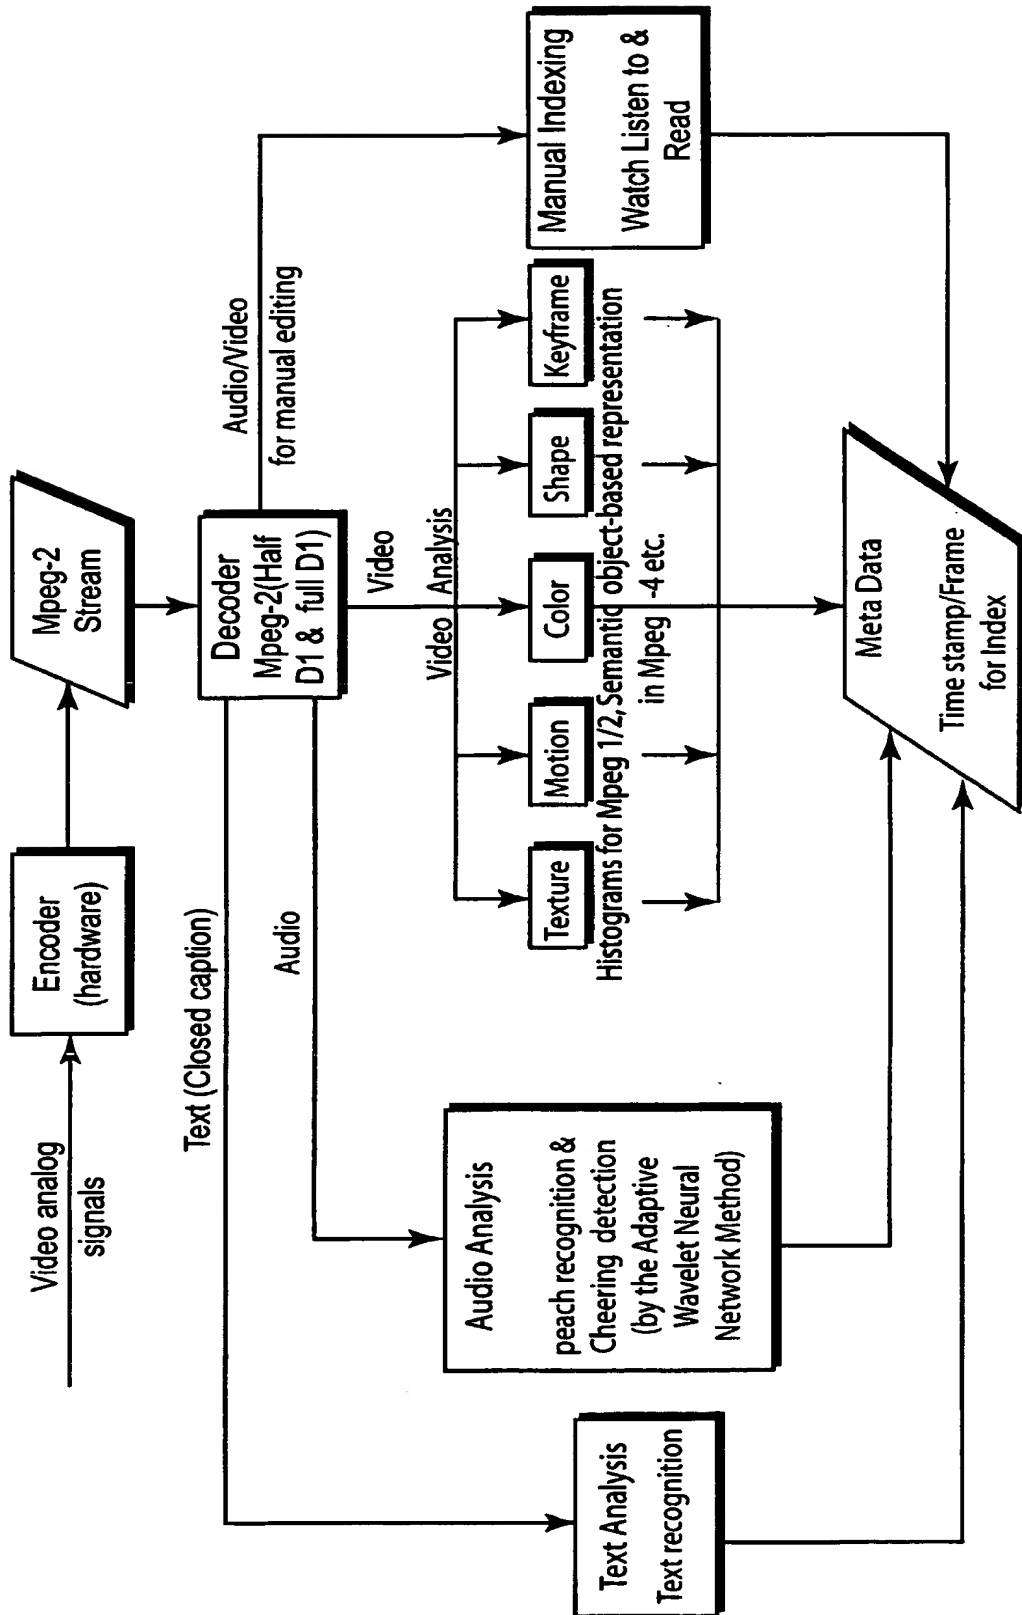 Video analog
signals
Encoder
(hardware)
Mpeg-2
Stream
Decoder
Mpeg-2(Half
D1 & full D1)
Text (Closed caption)
Audio
Video
Audio/Video
for manual editing
Video Analysis
Texture
Motion
Color
Shape
Keyframe
Histograms for Mpeg 1/2, Semantic object-based representation
in Mpeg -4 etc.
Manual Indexing
Watch Listen to &
Read
Text Analysis
Text recognition
Audio Analysis
peach recognition &
Cheering detection
(by the Adaptive
Wavelet Neural
Network Method)
Meta Data
Time stamp/Frame
for Index